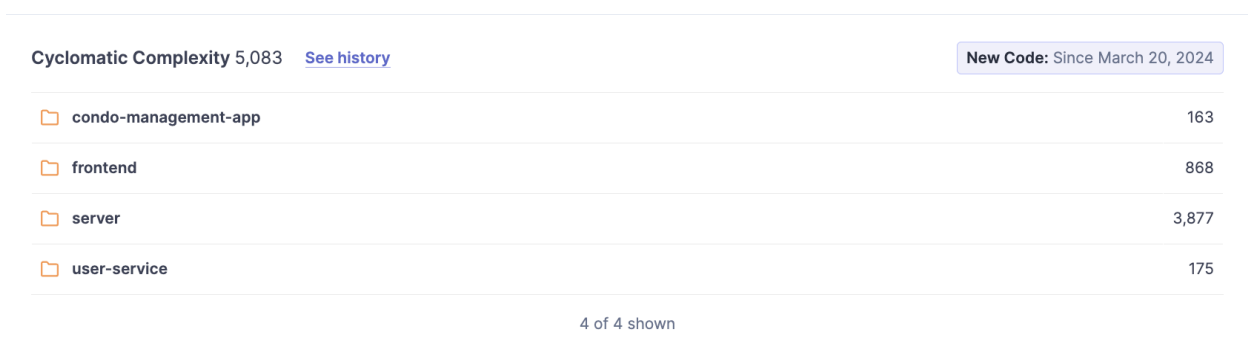 Cyclomatic Complexity 5,083 See history New Code: Since March 20, 2024
condo-management-app 163
frontend 868
server 3,877
user-service 175
4 of 4 shown